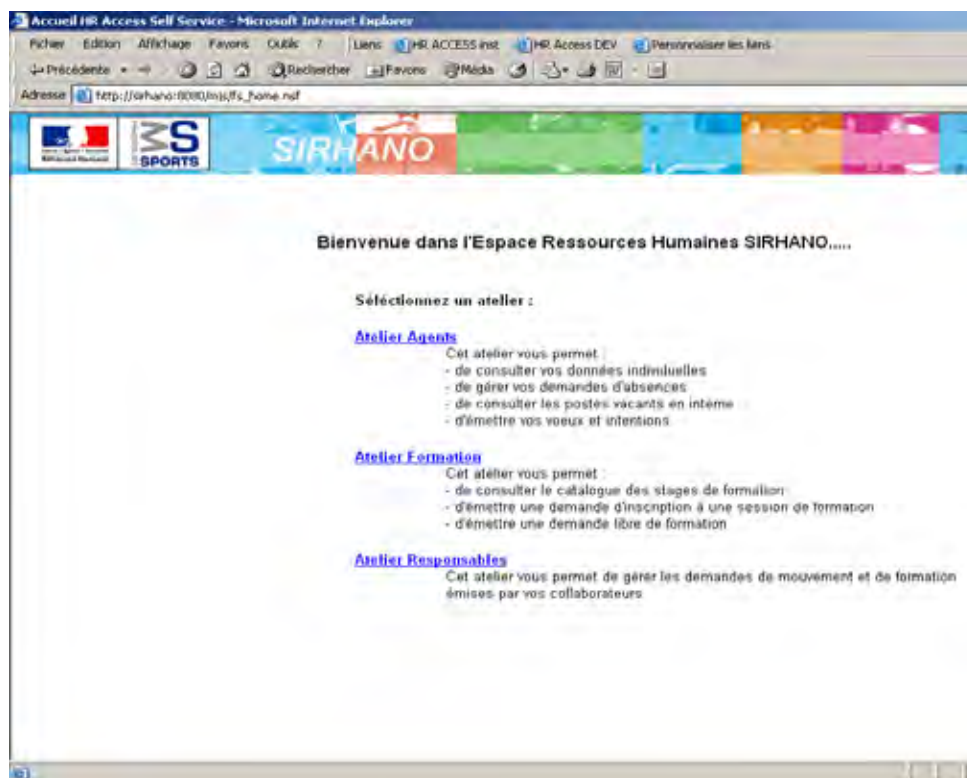 Accueil HR Access Self Service - Microsoft Internet Explorer
Fichier Edition Affichage Favoris Outils ? Liens HR ACCESS inst HR Access DEV Personnaliser les liens
Précédente Rechercher Favoris Média
Adresse
SPORTS
SIRHANO
Bienvenue dans l'Espace Ressources Humaines SIRHANO.....
Séléctionnez un atelier :
Atelier Agents
Cet atelier vous permet :
- de consulter vos données individuelles
- de gérer vos demandes d'absences
- de consulter les postes vacants en interne
- d'émettre vos voeux et intentions
Atelier Formation
Cet atelier vous permet :
- de consulter le catalogue des stages de formation
- d'émettre une demande d'inscription à une session de formation
- d'émettre une demande libre de formation
Atelier Responsables
Cet atelier vous permet de gérer les demandes de mouvement et de formation
émises par vos collaborateurs